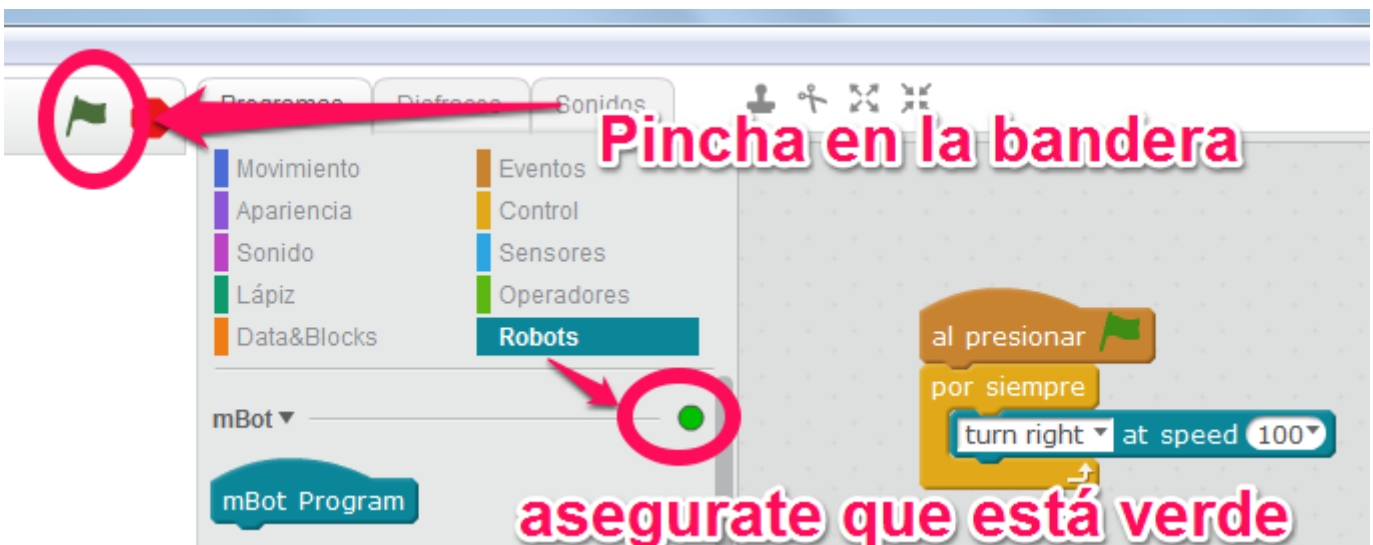 Programas Disfraces Sonidos
Pincha en la bandera
Movimiento Eventos
Apariencia Control
Sonido Sensores
Lápiz Operadores
Data&Blocks Robots
al presionar
por siempre
turn right at speed 100
mBot
mBot Program
asegurate que está verde